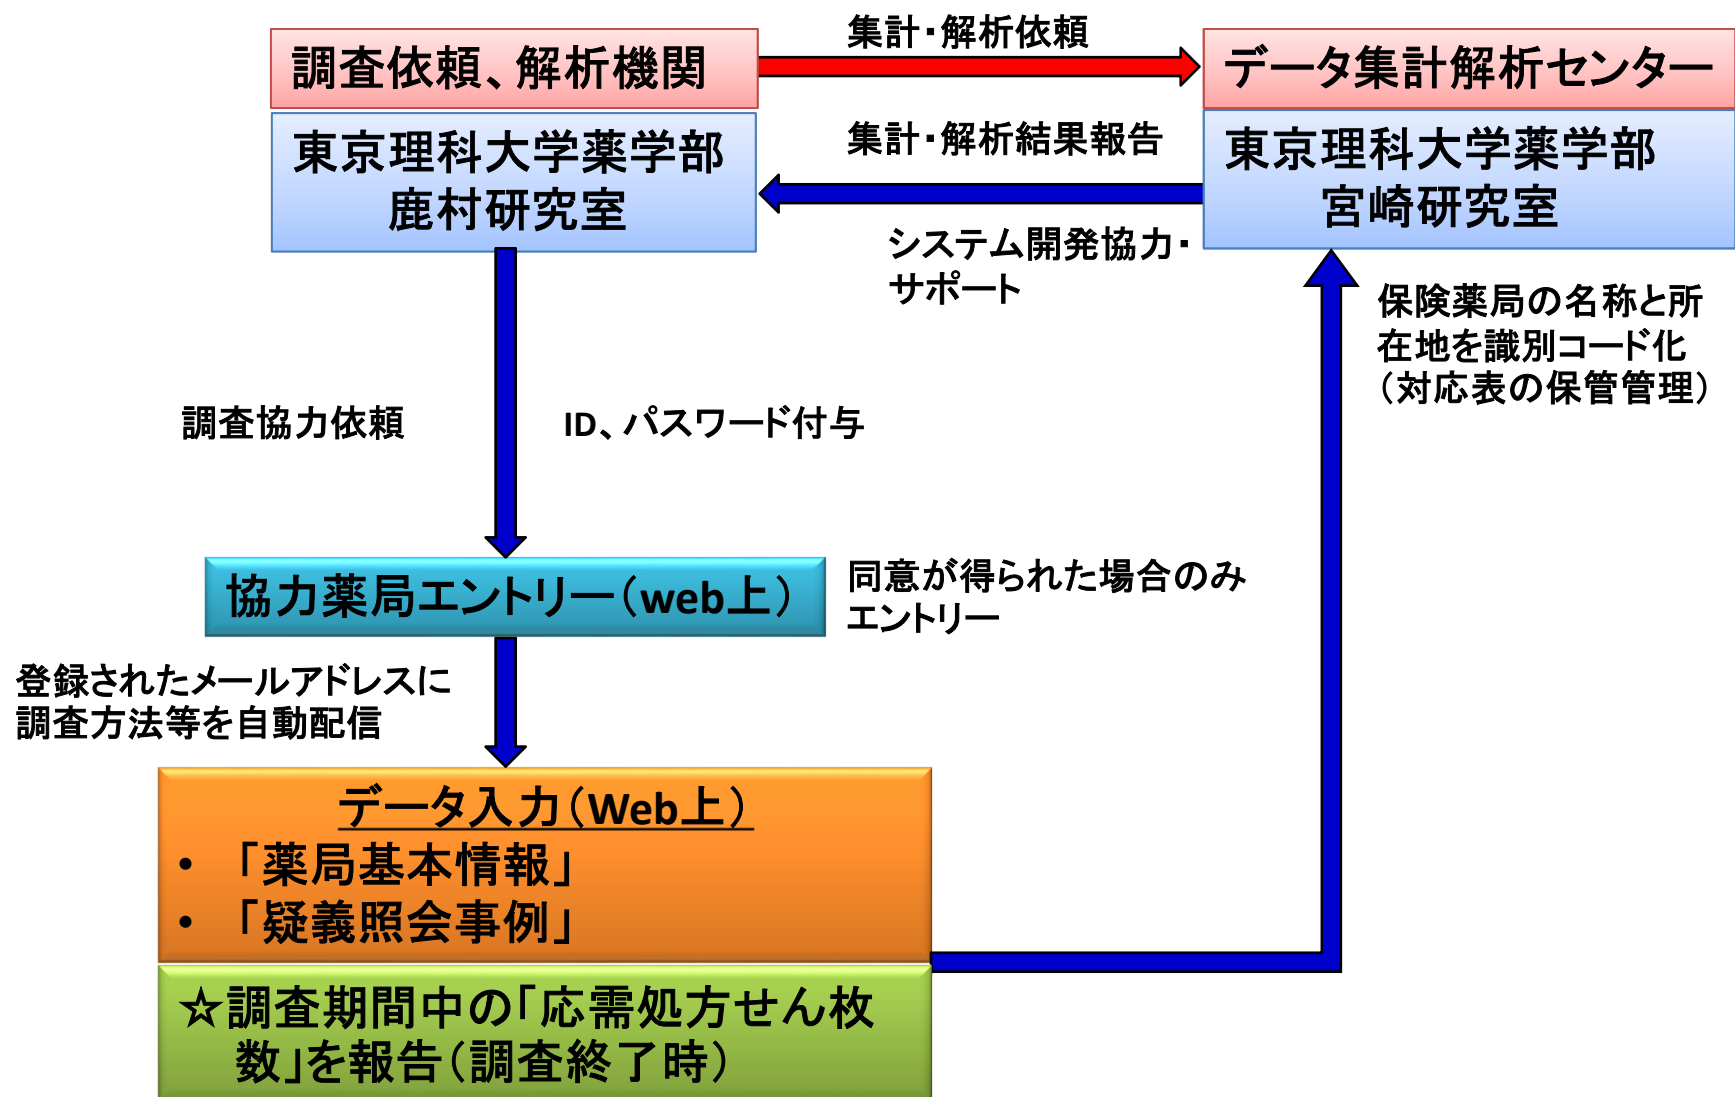 調査依頼、解析機関
東京理科大学薬学部
鹿村研究室
集計・解析依頼
集計・解析結果報告
システム開発協力・
サポート
データ集計解析センター
東京理科大学薬学部
宮崎研究室
保険薬局の名称と所
在地を識別コード化
（対応表の保管管理）
調査協力依頼
ID、パスワード付与
協力薬局エントリー（web上）
同意が得られた場合のみ
エントリー
登録されたメールアドレスに
調査方法等を自動配信
データ入力（Web上）
• 「薬局基本情報」
• 「疑義照会事例」
☆調査期間中の「応需処方せん枚
数」を報告（調査終了時）